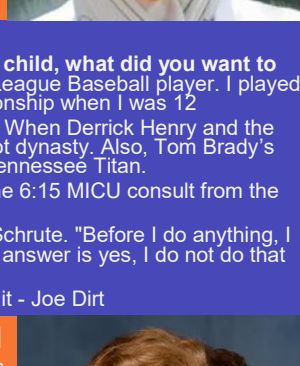 child, what did you want to
League Baseball player. I played
onship when I was 12
When Derrick Henry and the
ot dynasty. Also, Tom Brady's
ennessee Titan.
e 6:15 MICU consult from the
Schrute. "Before I do anything, I
answer is yes, I do not do that
it - Joe Dirt